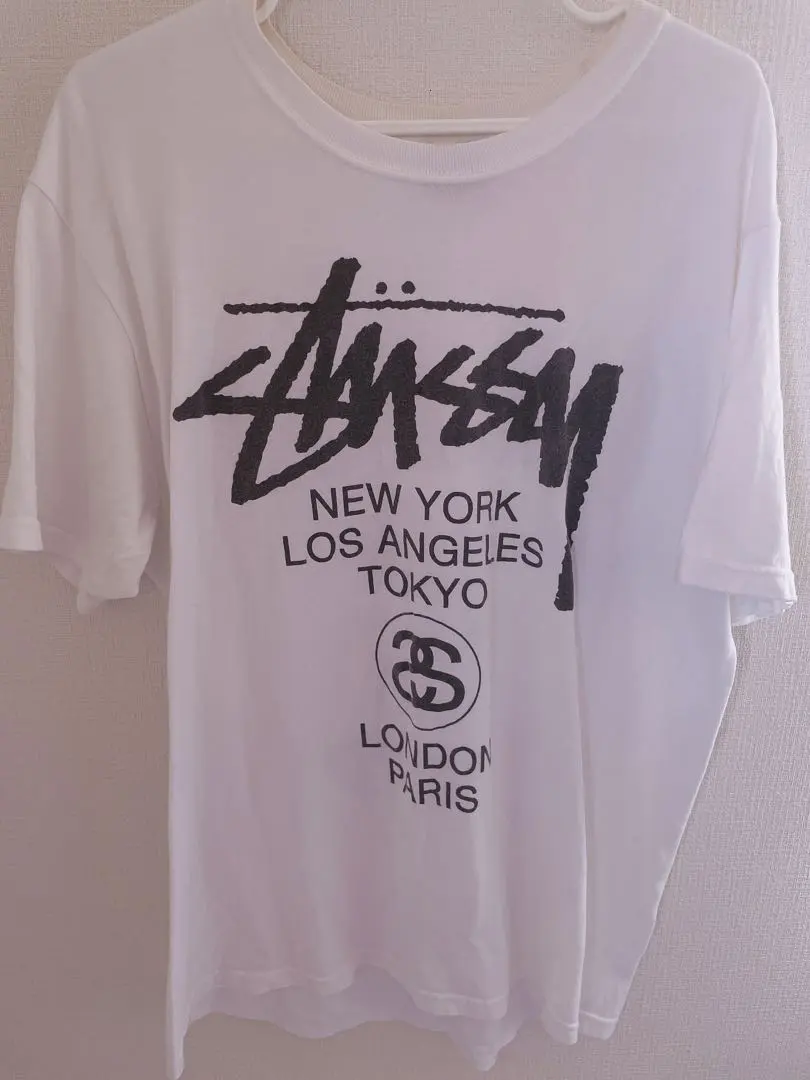 Stüssy
NEW YORK
LOS ANGELES
TOKYO
SS
LONDON
PARIS